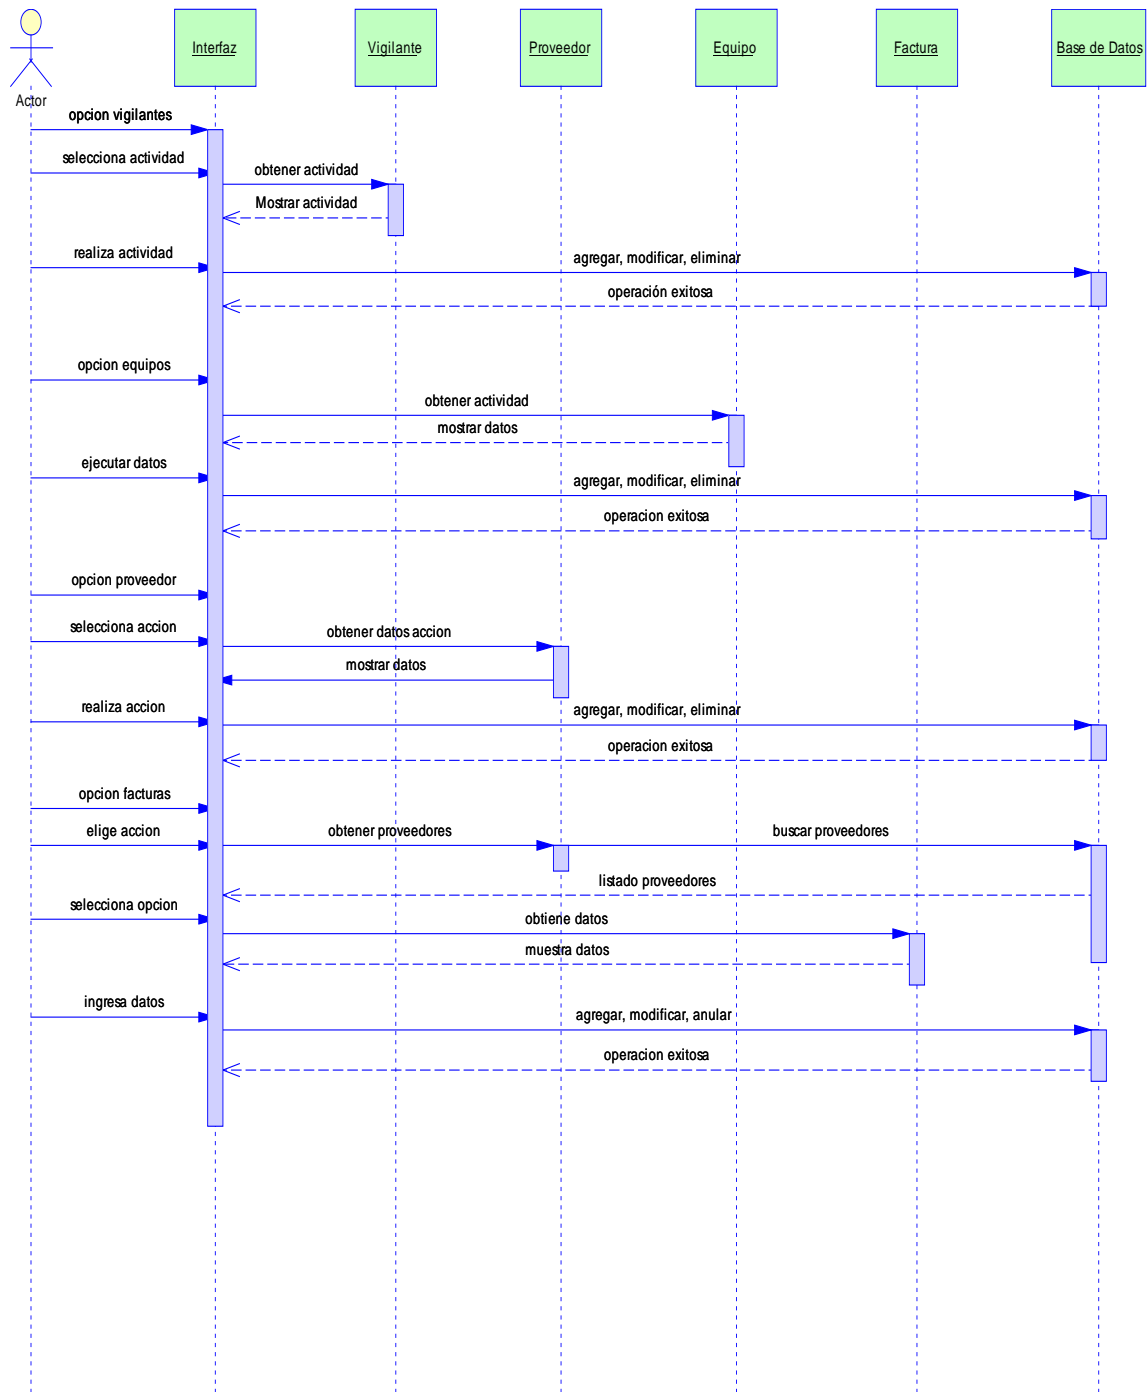 Actor
Interfaz
Vigilante
Proveedor
Equipo
Factura
Base de Datos
opcion vigilantes
selecciona actividad
obtener actividad
Mostrar actividad
realiza actividad
agregar, modificar, eliminar
operación exitosa
opcion equipos
obtener actividad
mostrar datos
ejecutar datos
agregar, modificar, eliminar
operacion exitosa
opcion proveedor
selecciona accion
obtener datos accion
mostrar datos
realiza accion
agregar, modificar, eliminar
operacion exitosa
opcion facturas
elige accion
obtener proveedores
buscar proveedores
listado proveedores
selecciona opcion
obtiene datos
muestra datos
ingresa datos
agregar, modificar, anular
operacion exitosa